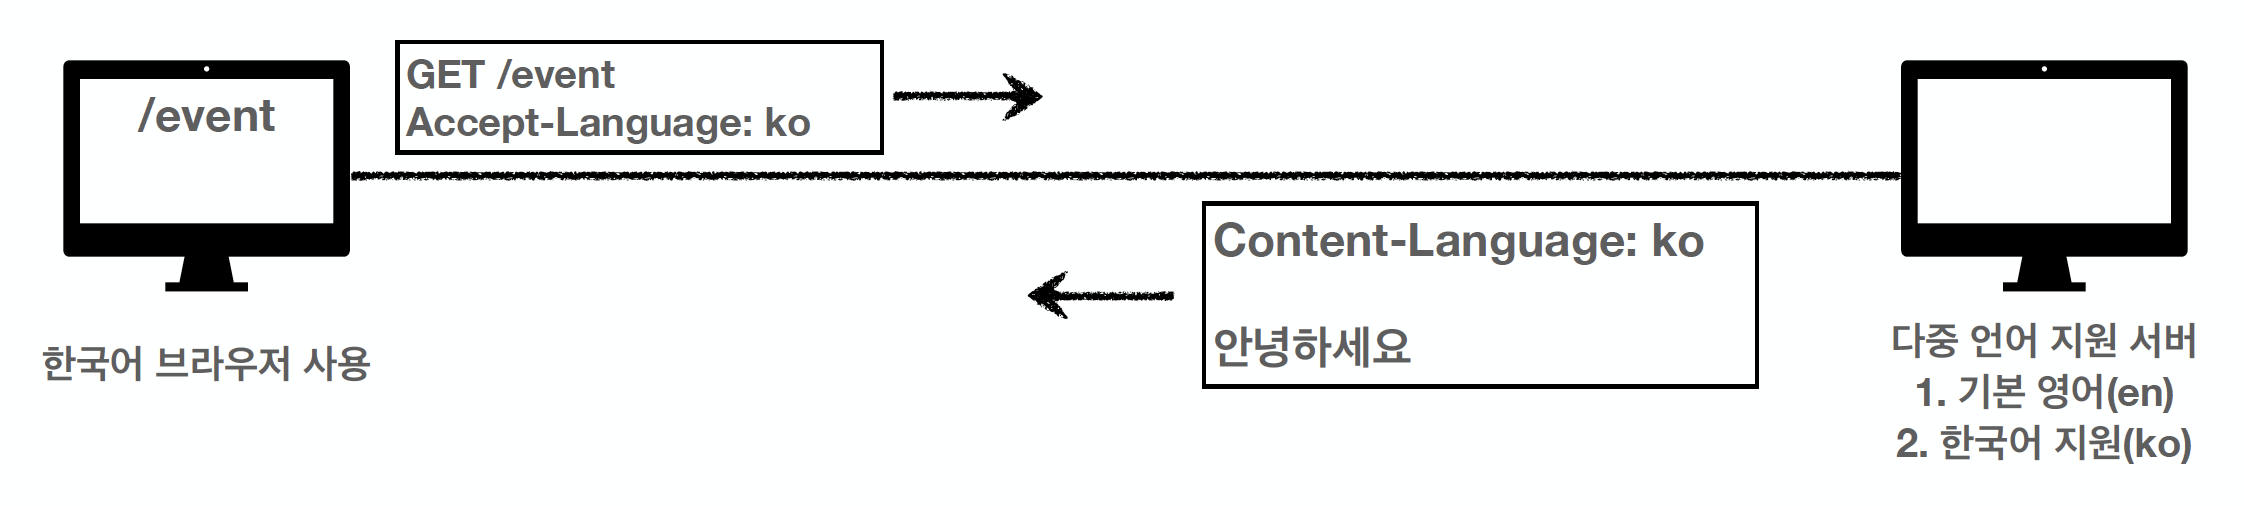 /event
GET /event
Accept-Language: ko
Content-Language: ko
안녕하세요
한국어 브라우저 사용
다중 언어 지원 서버
1. 기본 영어(en)
2. 한국어 지원(ko)